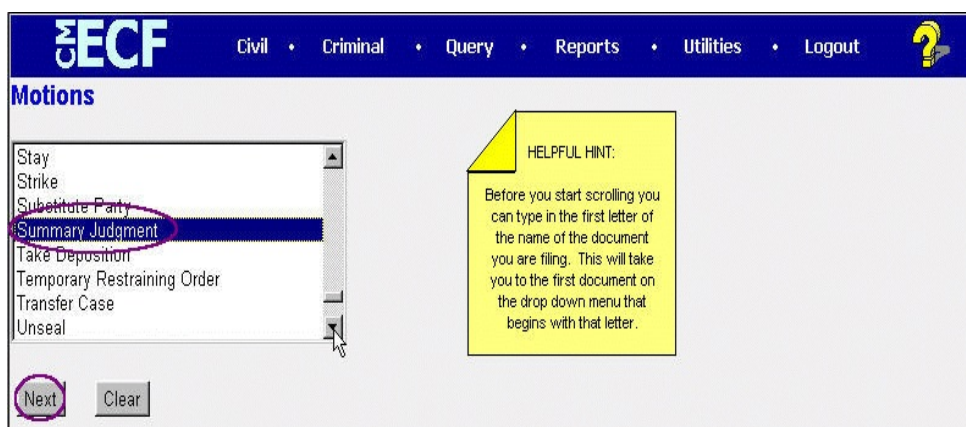 CM ECF Civil • Criminal • Query • Reports • Utilities • Logout ?
Motions
Stay
Strike
Substitute Party
Summary Judgment
Take Deposition
Temporary Restraining Order
Transfer Case
Unseal
Next Clear
HELPFUL HINT:
Before you start scrolling you
can type in the first letter of
the name of the document
you are filing. This will take
you to the first document on
the drop down menu that
begins with that letter.